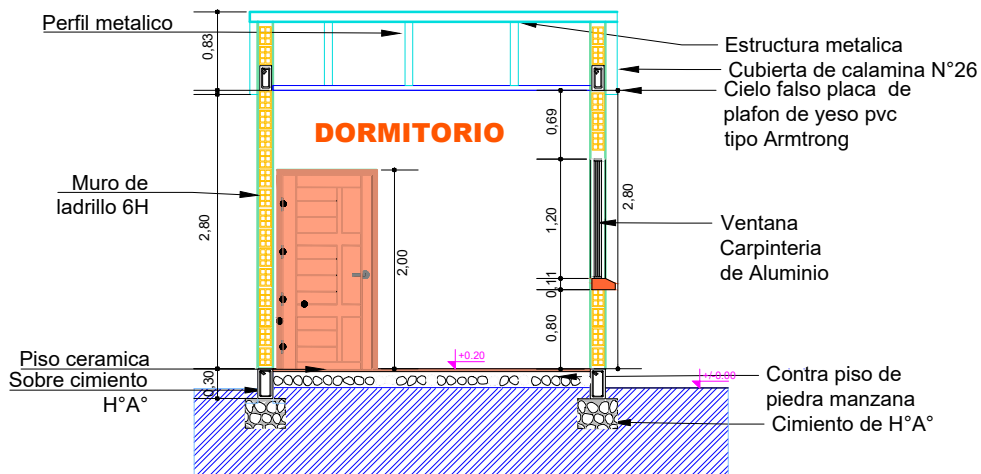 Perfil metalico
0,83
Estructura metalica
Cubierta de calamina N°26
Cielo falso placa de
plafon de yeso pvc
tipo Armtrong
DORMITORIO
0,69
Muro de
ladrillo 6H
2,80
2,00
1,20
2,80
Ventana
Carpinteria
de Aluminio
0,11
0,80
Piso ceramica
+0.20
Sobre cimiento
H°A°
0,30
+/-0.00
Contra piso de
piedra manzana
Cimiento de H°A°